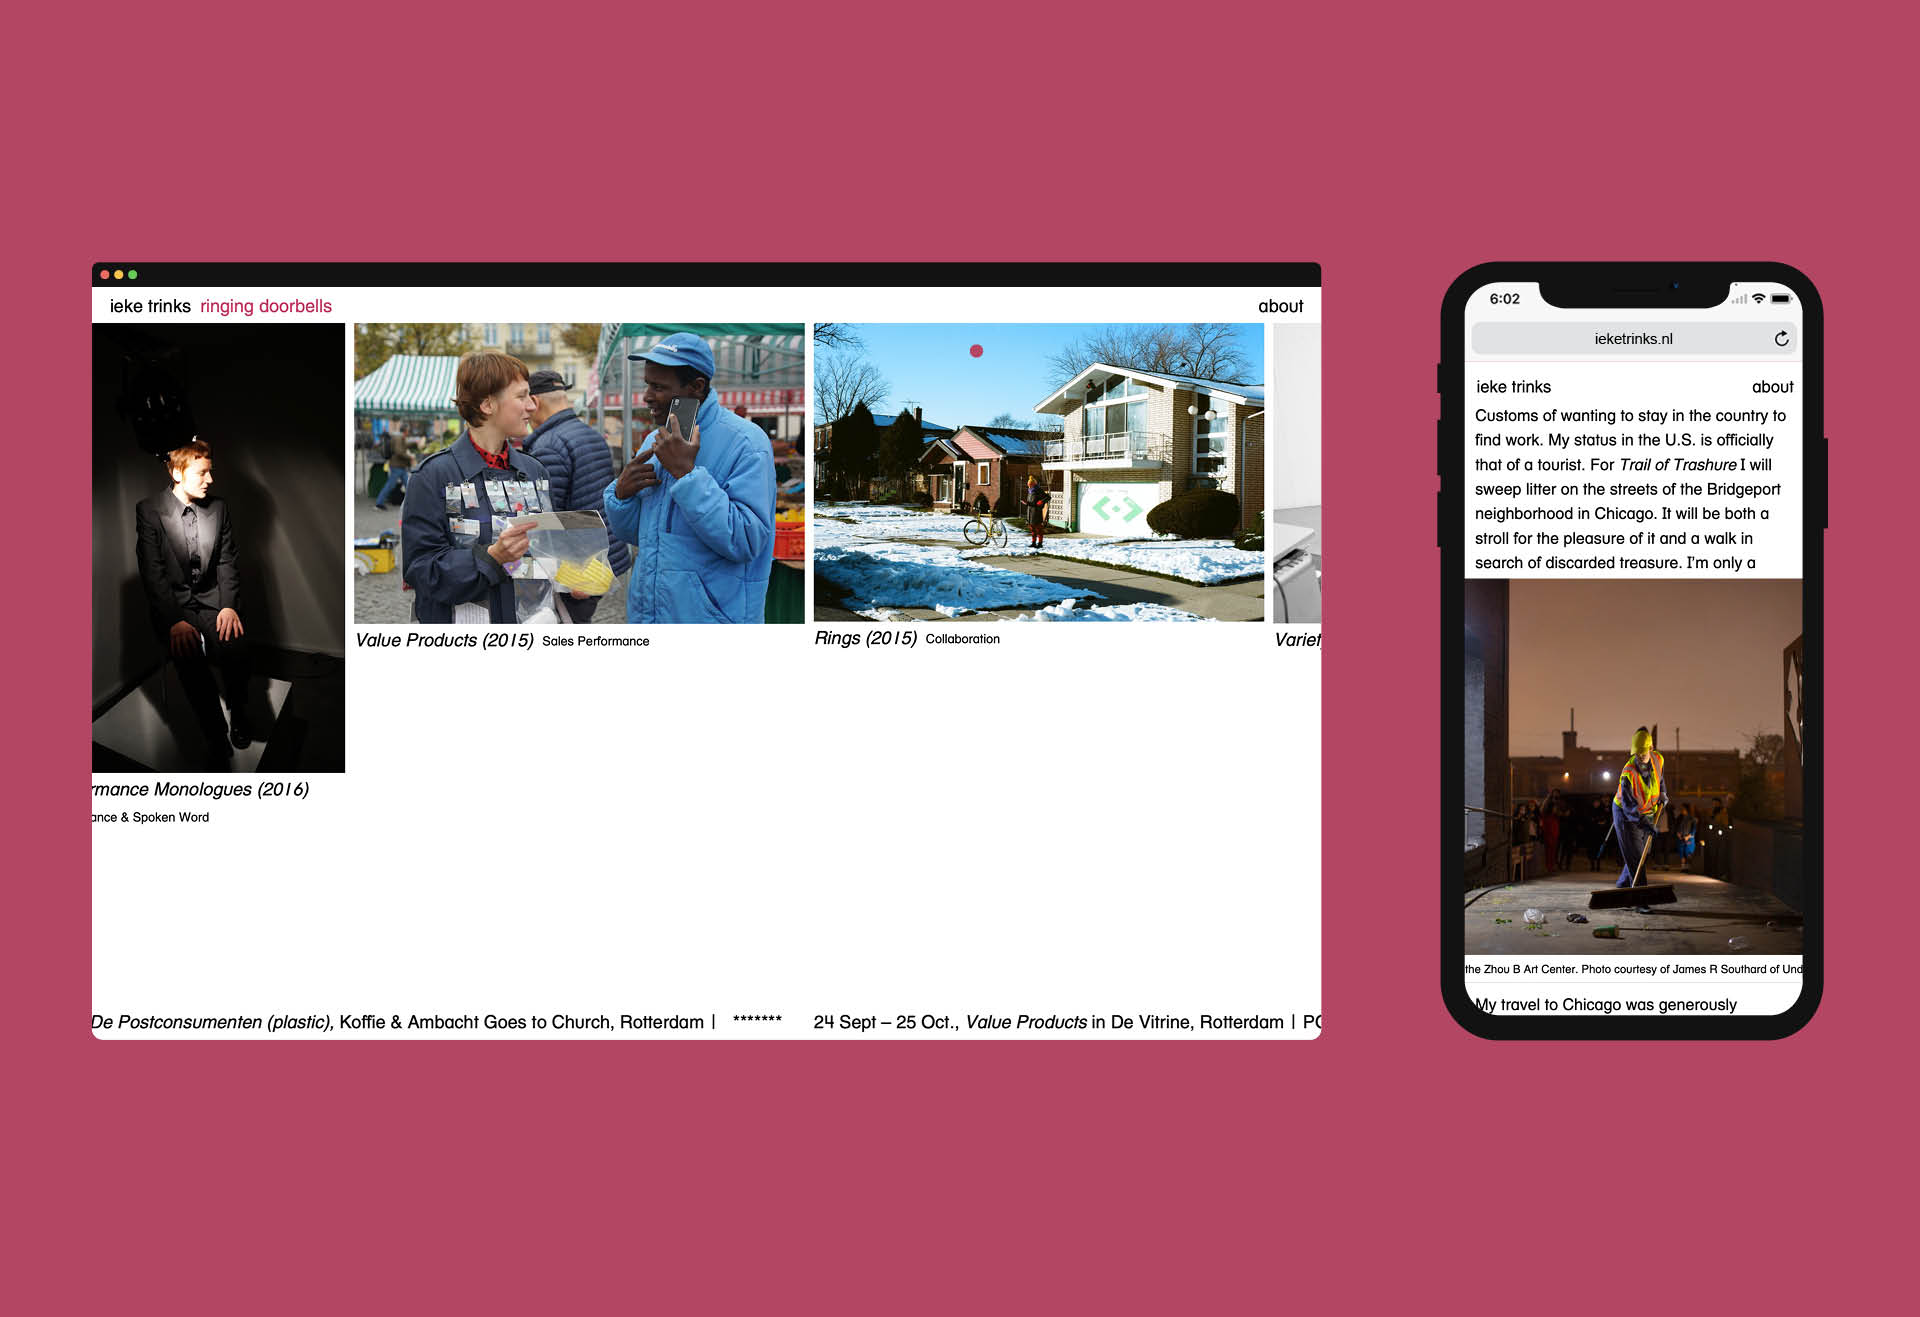 ieke trinks ringing doorbells about
Value Products (2015) Sales Performance
Rings (2015) Collaboration
Variet
rmance Monologues (2016)
ance & Spoken Word
De Postconsumenten (plastic), Koffie & Ambacht Goes to Church, Rotterdam | ******* 24 Sept – 25 Oct., Value Products in De Vitrine, Rotterdam | PO
6:02
ieketrinks.nl
ieke trinks about
Customs of wanting to stay in the country to
find work. My status in the U.S. is officially
that of a tourist. For Trail of Trashure I will
sweep litter on the streets of the Bridgeport
neighborhood in Chicago. It will be both a
stroll for the pleasure of it and a walk in
search of discarded treasure. I'm only a
the Zhou B Art Center. Photo courtesy of James R Southard of Und
My travel to Chicago was generously